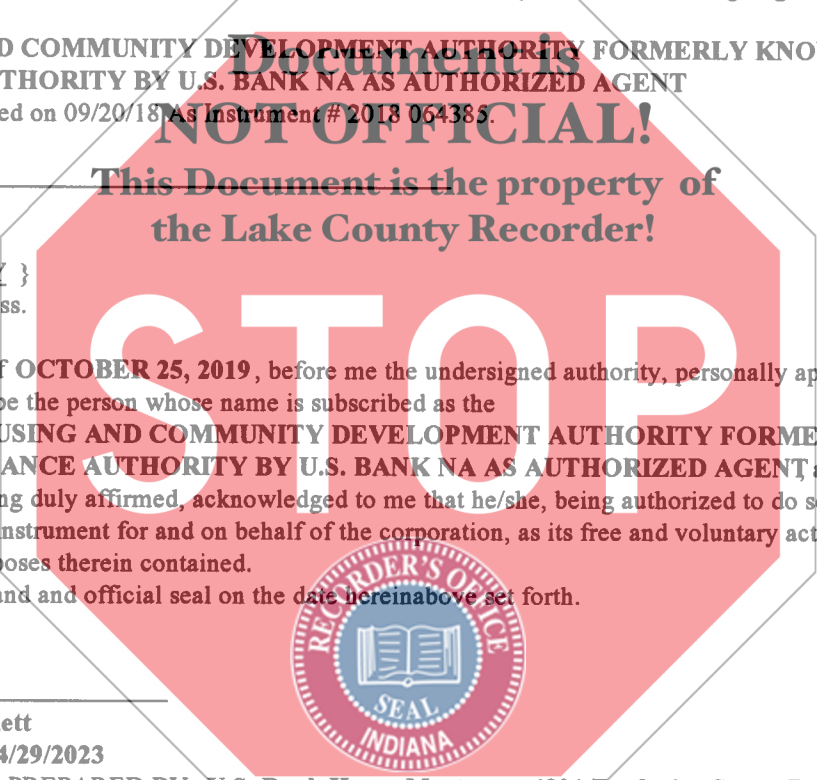 D COMMUNITY DEVELOPMENT AUTHORITY FORMERLY KNO
THORITY BY U.S. BANK NA AS AUTHORIZED AGENT
ed on 09/20/18 As Instrument # 2018 064385.
Document is
NOT OFFICIAL!
This Document is the property of
the Lake County Recorder!
}
ss.
STOP
f OCTOBER 25, 2019, before me the undersigned authority, personally ap
be the person whose name is subscribed as the
USING AND COMMUNITY DEVELOPMENT AUTHORITY FORME
ANCE AUTHORITY BY U.S. BANK NA AS AUTHORIZED AGENT,
ng duly affirmed, acknowledged to me that he/she, being authorized to do s
nstrument for and on behalf of the corporation, as its free and voluntary act
oses therein contained.
and and official seal on the date hereinabove set forth.
RECORDER'S OFFICE
SEAL
INDIANA
ett
4/29/2023